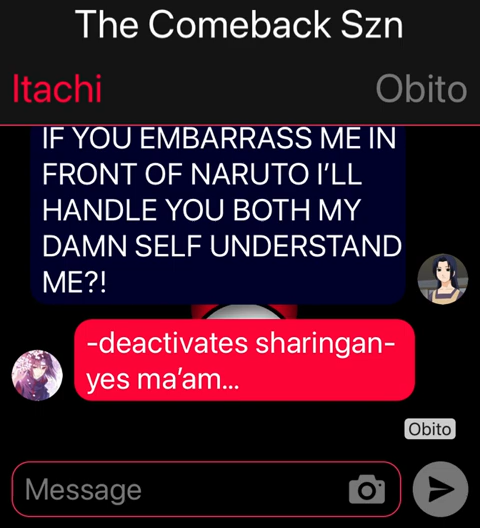 The Comeback Szn
Itachi
Obito
IF YOU EMBARRASS ME IN
FRONT OF NARUTO I’LL
HANDLE YOU BOTH MY
DAMN SELF UNDERSTAND
ME?!
-deactivates sharingan-
yes ma’am...
Obito
Message